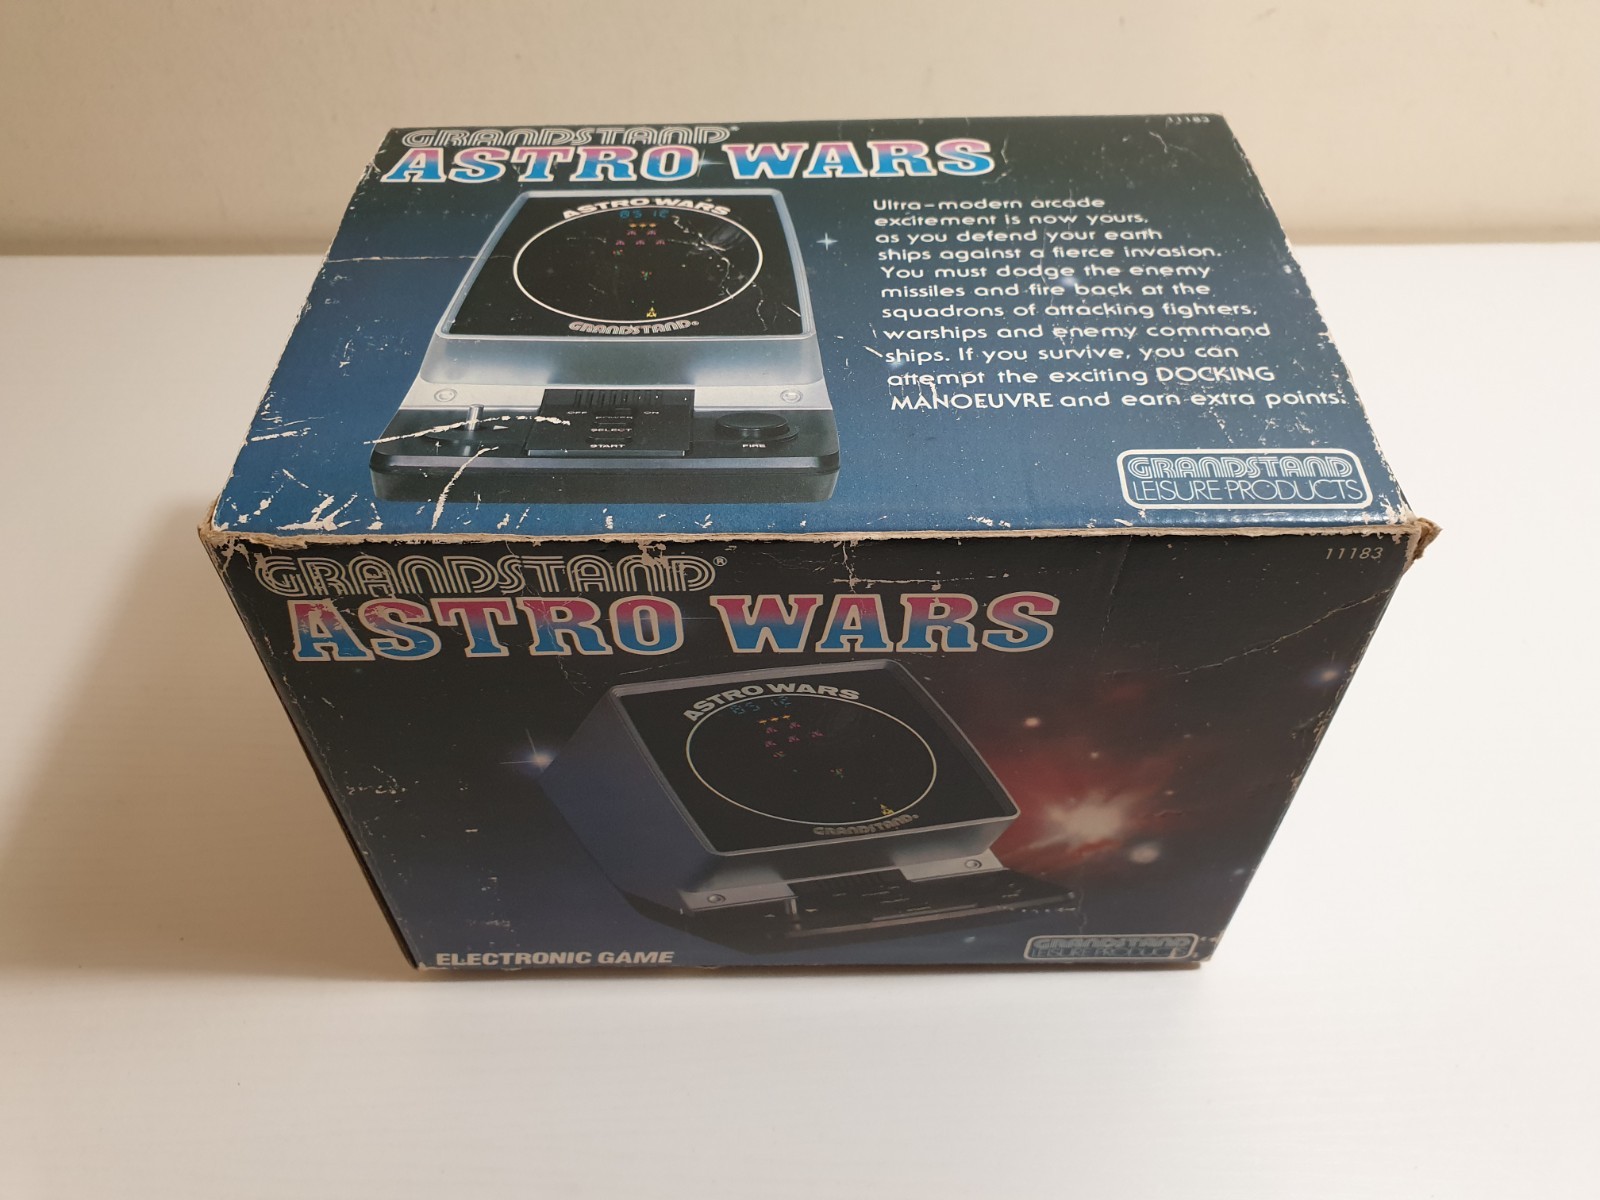 GRANDSTAND®
11183
ASTRO WARS
ASTRO WARS
GRANDSTAND®
OFF ON
POWER
SELECT
START
FIRE
Ultra-modern arcade
excitement is now yours,
as you defend your earth
ships against a fierce invasion.
You must dodge the enemy
missiles and fire back at the
squadrons of attacking fighters,
warships and enemy command
ships. If you survive, you can
attempt the exciting DOCKING
MANOEUVRE and earn extra points.
GRANDSTAND
LEISURE PRODUCTS
GRANDSTAND®
11183
ASTRO WARS
ASTRO WARS
GRANDSTAND®
ELECTRONIC GAME
GRANDSTAND
LEISURE PRODUCTS